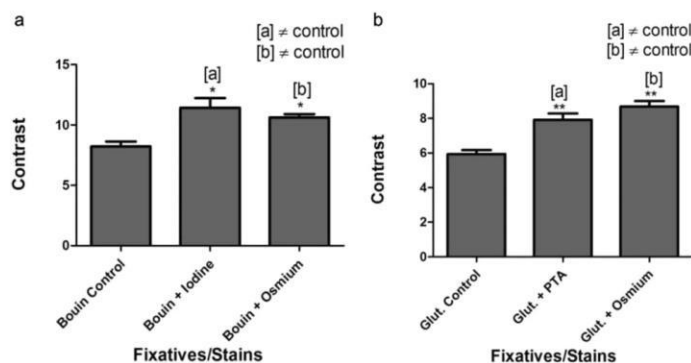 a
[a] ≠ control
[b] ≠ control
15
10
5
0
Contrast
[a]
*
[b]
*
Bouin Control
Bouin + Iodine
Bouin + Osmium
Fixatives/Stains
b
[a] ≠ control
[b] ≠ control
10
8
6
4
2
0
Contrast
[a]
**
[b]
**
Glut. Control
Glut. + PTA
Glut. + Osmium
Fixatives/Stains